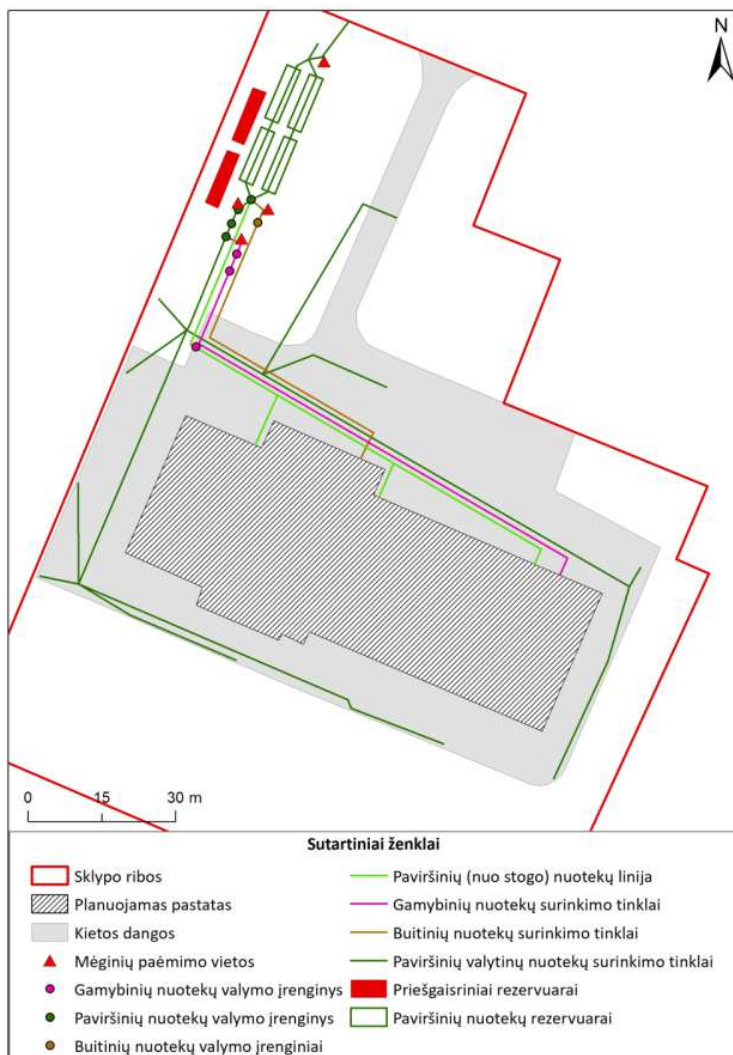 N
0 15 30 m
Sutartiniai ženklai
Sklypo ribos
Planuojamas pastatas
Kietos dangos
Mėginių paėmimo vietos
Gamybinių nuotekų valymo įrenginys
Paviršinių nuotekų valymo įrenginys
Buitinių nuotekų valymo įrenginiai
Paviršinių (nuo stogo) nuotekų linija
Gamybinių nuotekų surinkimo tinklai
Buitinių nuotekų surinkimo tinklai
Paviršinių valytinų nuotekų surinkimo tinklai
Priešgaisriniai rezervuarai
Paviršinių nuotekų rezervuarai